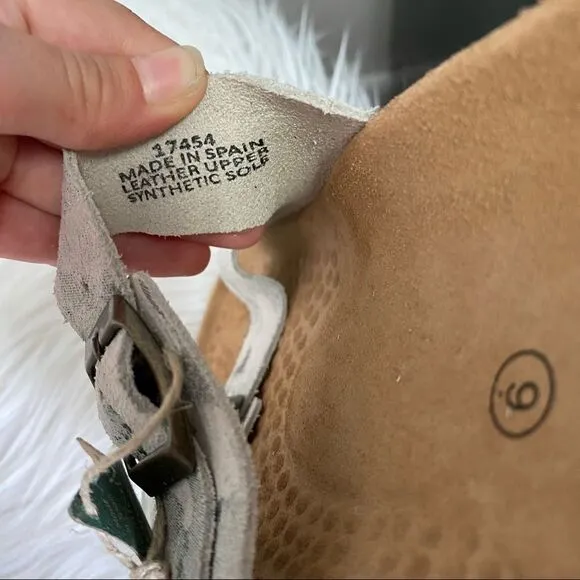 17454
MADE IN SPAIN
LEATHER UPPER
SYNTHETIC SOLE
9